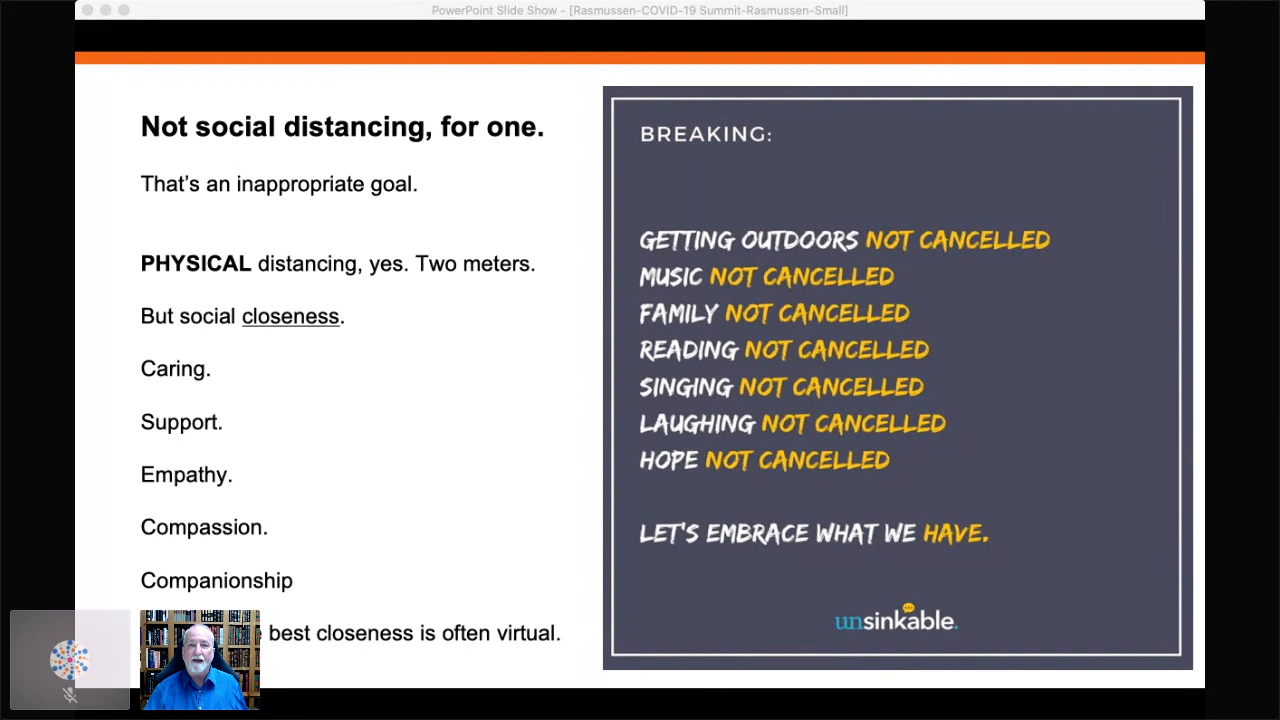 PowerPoint Slide Show - [Rasmussen-COVID-19 Summit-Rasmussen-Small]
Not social distancing, for one.
That's an inappropriate goal.
PHYSICAL distancing, yes. Two meters.
But social closeness.
Caring.
Support.
Empathy.
Compassion.
Companionship
best closeness is often virtual.
BREAKING:
GETTING OUTDOORS NOT CANCELLED
MUSIC NOT CANCELLED
FAMILY NOT CANCELLED
READING NOT CANCELLED
SINGING NOT CANCELLED
LAUGHING NOT CANCELLED
HOPE NOT CANCELLED
LET'S EMBRACE WHAT WE HAVE.
unsinkable.